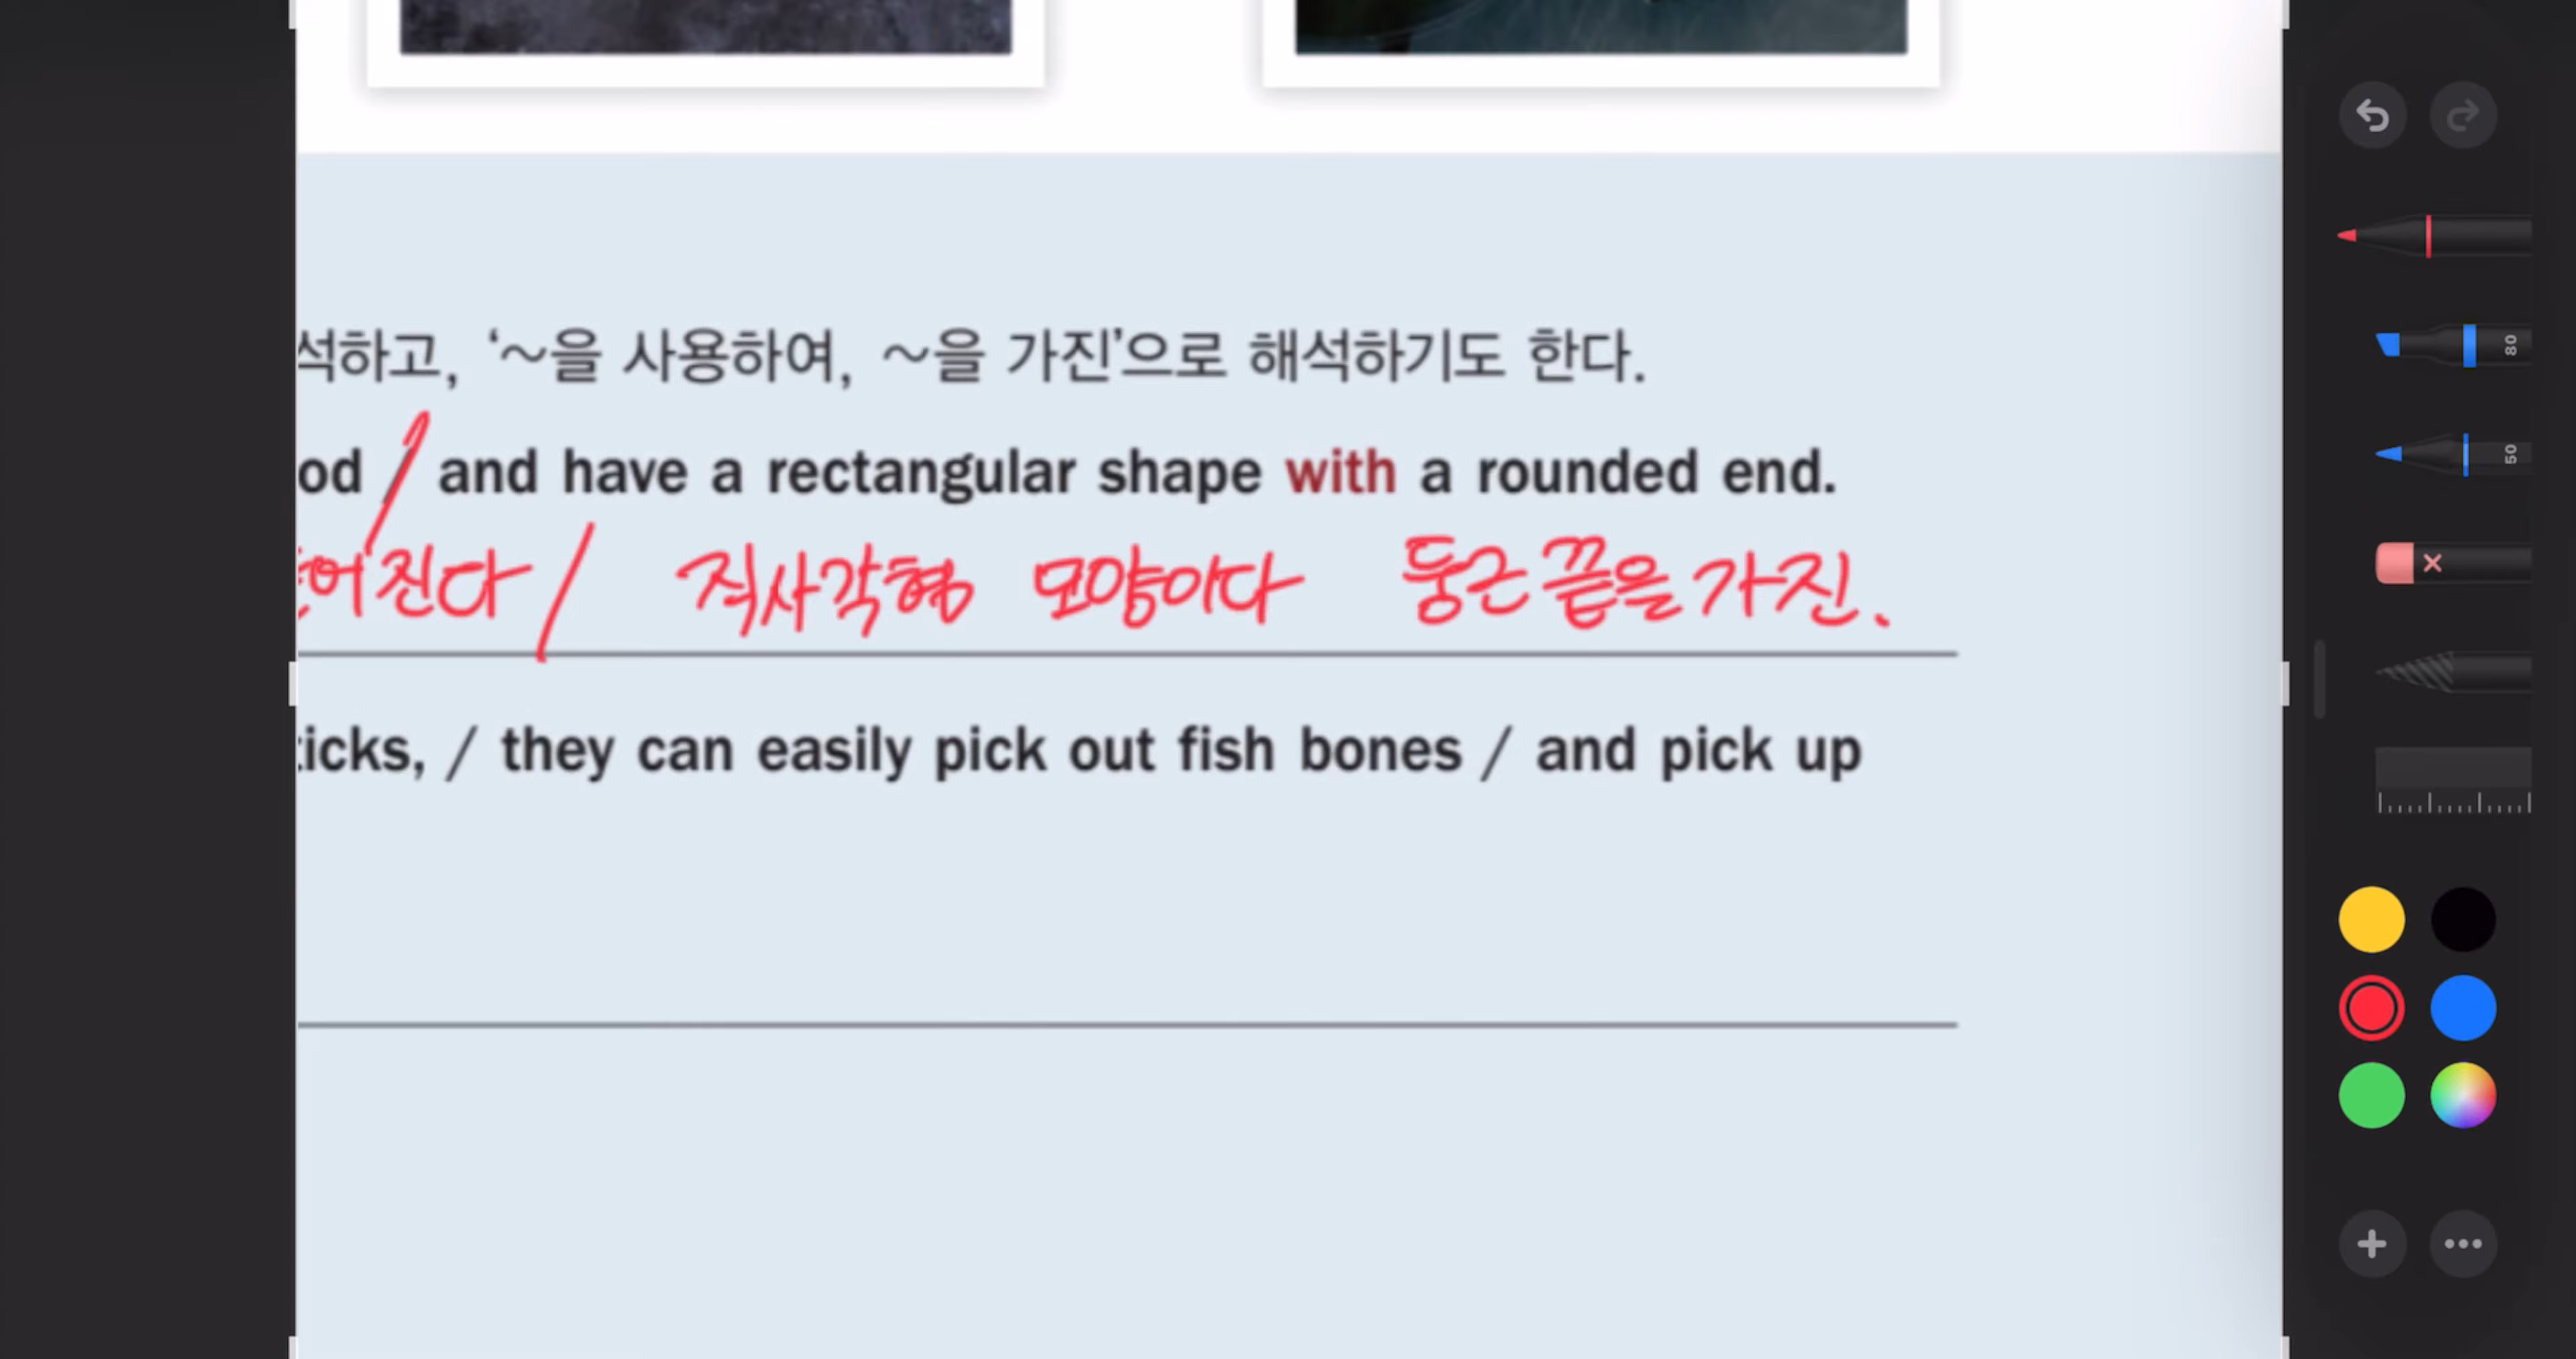 석하고, ‘~을 사용하여, ~을 가진’으로 해석하기도 한다.
od / and have a rectangular shape with a rounded end.
어진다 / 직사각형 모양이다 둥근 끝을 가진.
icks, / they can easily pick out fish bones / and pick up
80
50